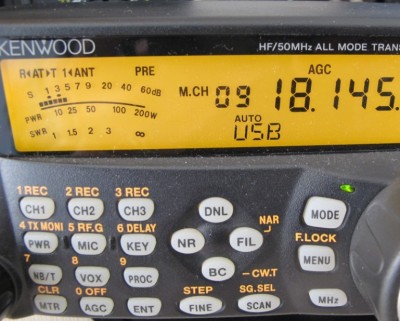 KENWOOD HF/50MHz ALL MODE TRANS
R◄AT►T 1◄ANT PRE AGC
S 1 3 5 7 9 20 40 60dB
M.CH 09 18.145.
PWR 10 25 50 100 200W
AUTO
SWR 1 1.5 2 3 ∞ USB
1 REC 2 REC 3 REC
CH1 CH2 CH3 DNL MODE
4 TX MONI 5 RF.G 6 DELAY NAR
PWR MIC KEY NR FIL F.LOCK
7 8 9 MENU
NB/T VOX PROC BC –CW.T
CLR 0 OFF STEP SG.SEL MHz
MTR AGC ENT FINE SCAN